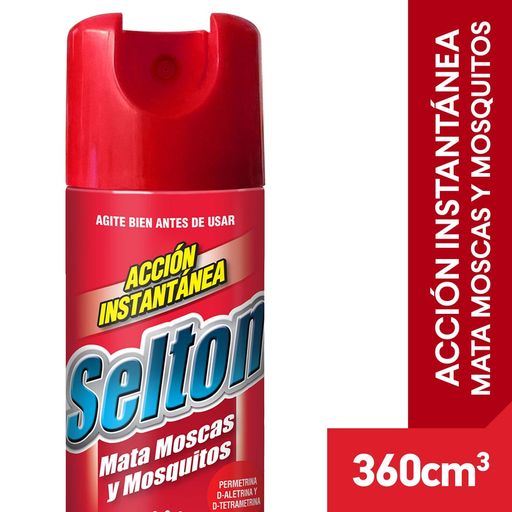 AGITE BIEN ANTES DE USAR
ACCIÓN
INSTANTÁNEA
Selton
Mata Moscas
y Mosquitos
PERMETRINA
D-ALETRINA Y
D-TETRAMETRINA
ACCIÓN INSTANTÁNEA
MATA MOSCAS Y MOSQUITOS
360cm³